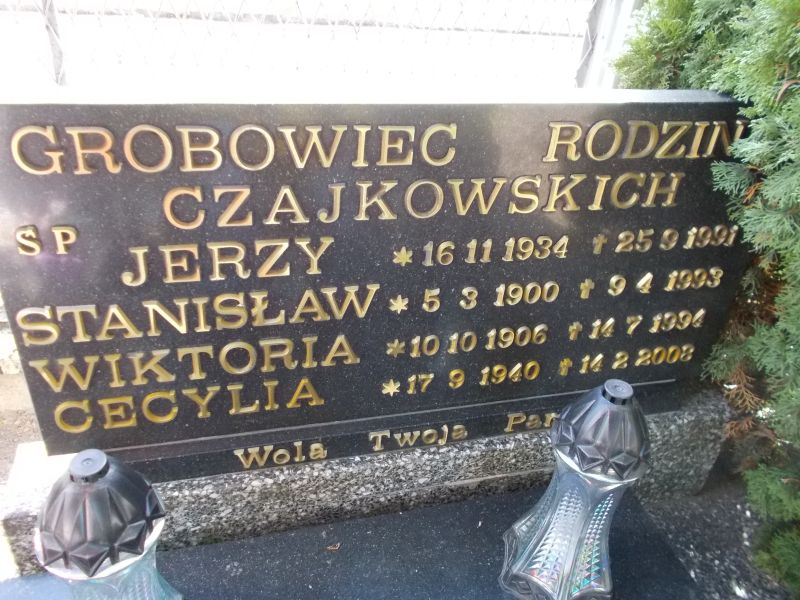 GROBOWIEC RODZIN
CZAJKOWSKICH
SP JERZY * 16 11 1934 † 25 9 1991
STANISŁAW * 5 3 1900 † 9 4 1993
WIKTORIA * 10 10 1906 † 14 7 1994
CECYLIA * 17 9 1940 † 14 2 2008
Wola Twoja